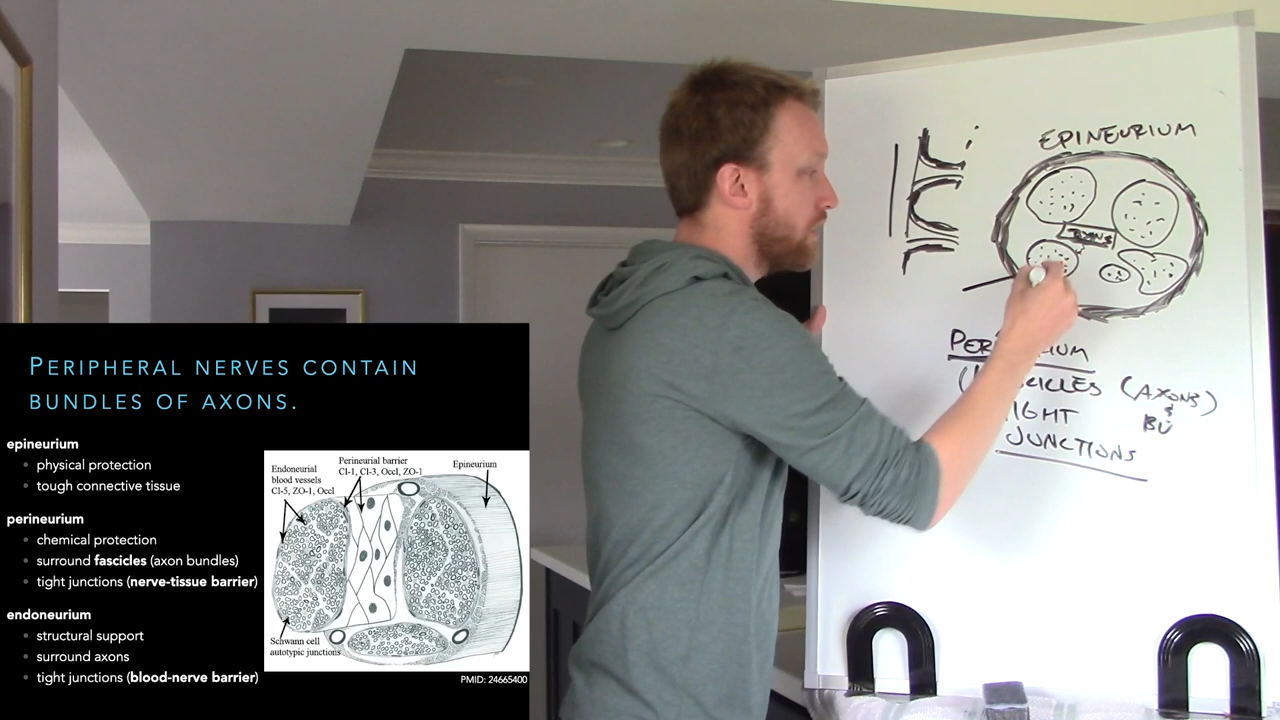 PERIPHERAL NERVES CONTAIN
BUNDLES OF AXONS.
epineurium
• physical protection
• tough connective tissue
perineurium
• chemical protection
• surround fascicles (axon bundles)
• tight junctions (nerve-tissue barrier)
endoneurium
• structural support
• surround axons
• tight junctions (blood-nerve barrier)
Endoneurial
blood vessels
Cl-5, ZO-1, Occl
Perineurial barrier
Cl-1, Cl-3, Occl, ZO-1
Epineurium
Schwann cell
autotypic junctions
PMID: 24665400
EPINEURIUM
AXONS
(AXONS)
JUNCTIONS